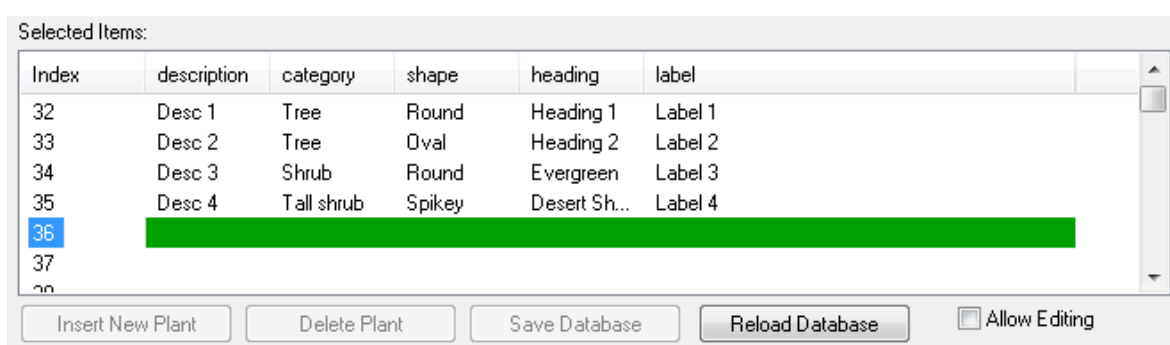 Selected Items:
Index description category shape heading label
32 Desc 1 Tree Round Heading 1 Label 1
33 Desc 2 Tree Oval Heading 2 Label 2
34 Desc 3 Shrub Round Evergreen Label 3
35 Desc 4 Tall shrub Spikey Desert Sh... Label 4
36
37
Insert New Plant Delete Plant Save Database Reload Database Allow Editing